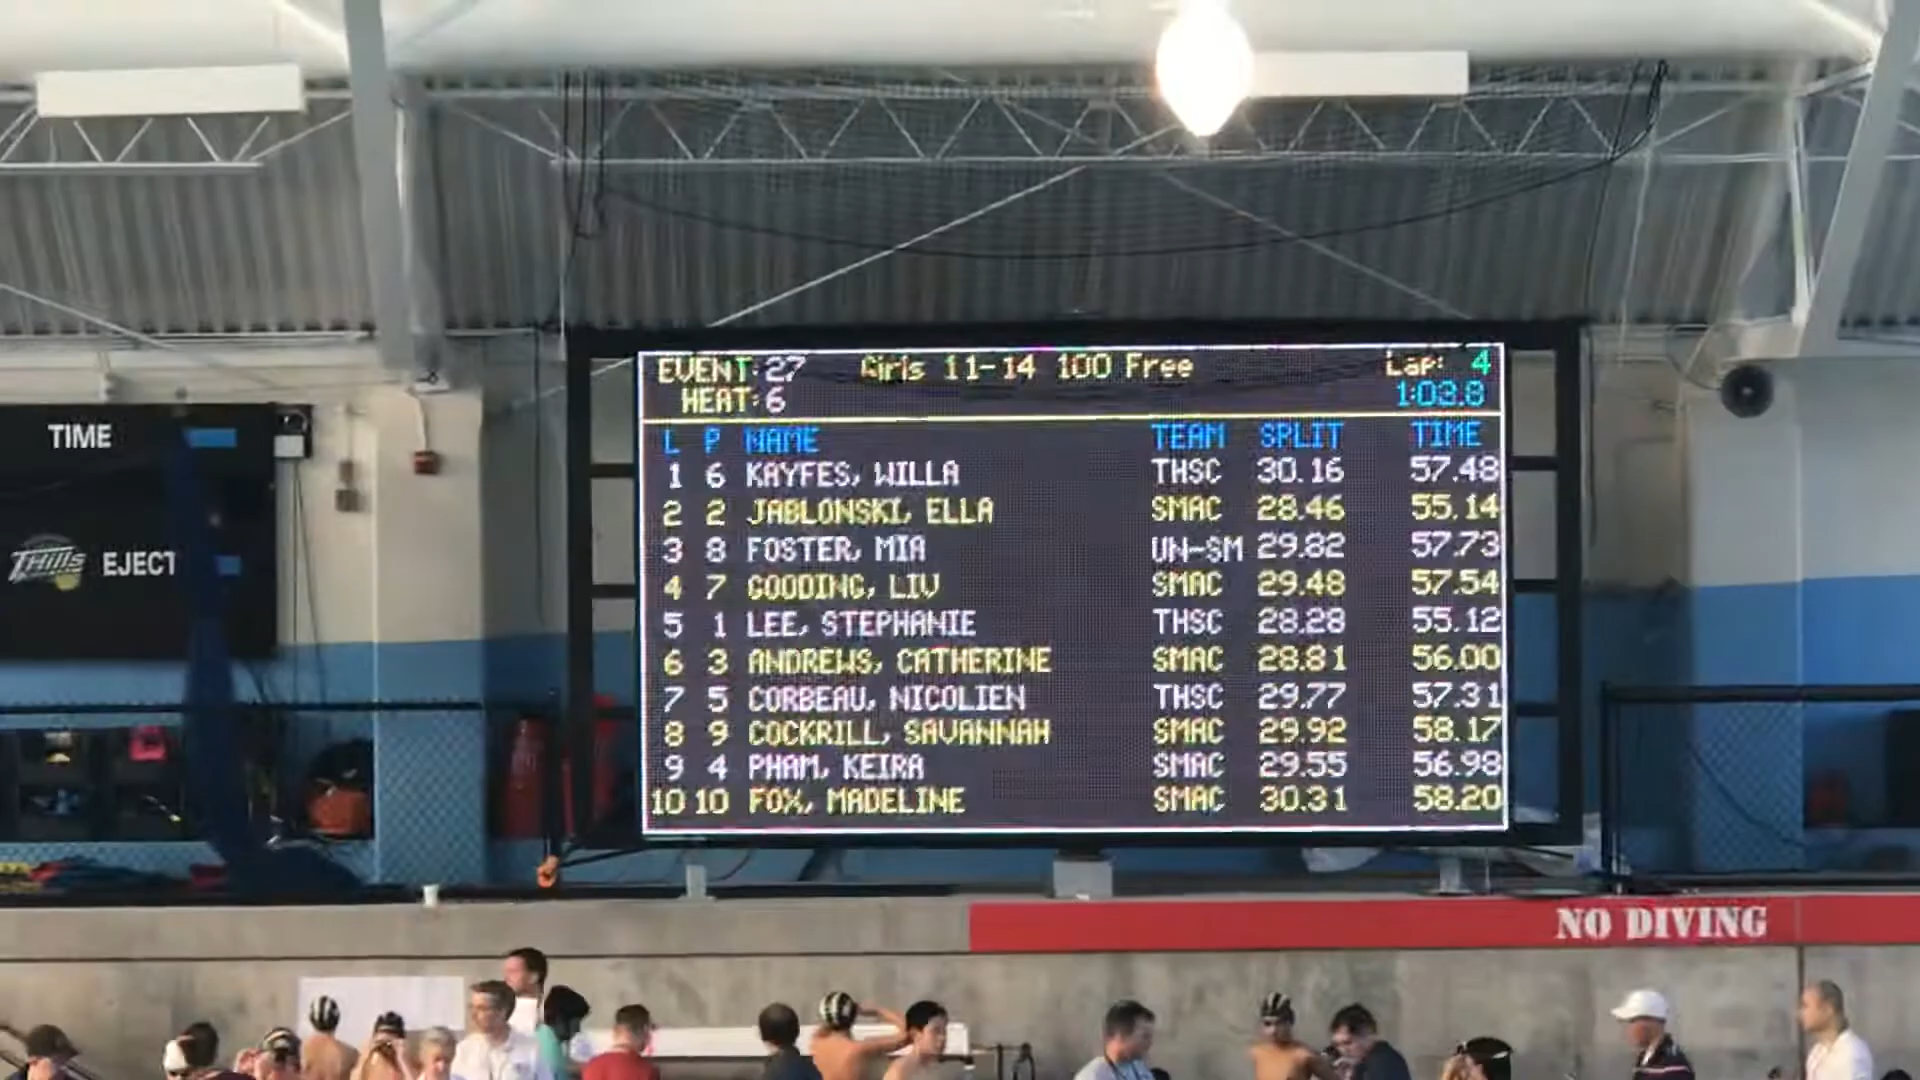 EVENT: 27 Girls 11-14 100 Free Lap: 4
HEAT: 6 1:03.8
L P NAME TEAM SPLIT TIME
1 6 KAYFES, WILLA THSC 30.16 57.48
2 2 JABLONSKI, ELLA SMAC 28.46 55.14
3 8 FOSTER, MIA UN-SM 29.82 57.73
4 7 GOODING, LIV SMAC 29.48 57.54
5 1 LEE, STEPHANIE THSC 28.28 55.12
6 3 ANDREWS, CATHERINE SMAC 28.81 56.00
7 5 CORBEAU, NICOLIEN THSC 29.77 57.31
8 9 COCKRILL, SAVANNAH SMAC 29.92 58.17
9 4 PHAM, KEIRA SMAC 29.55 56.98
10 10 FOX, MADELINE SMAC 30.31 58.20
TIME
THills EJECT
NO DIVING